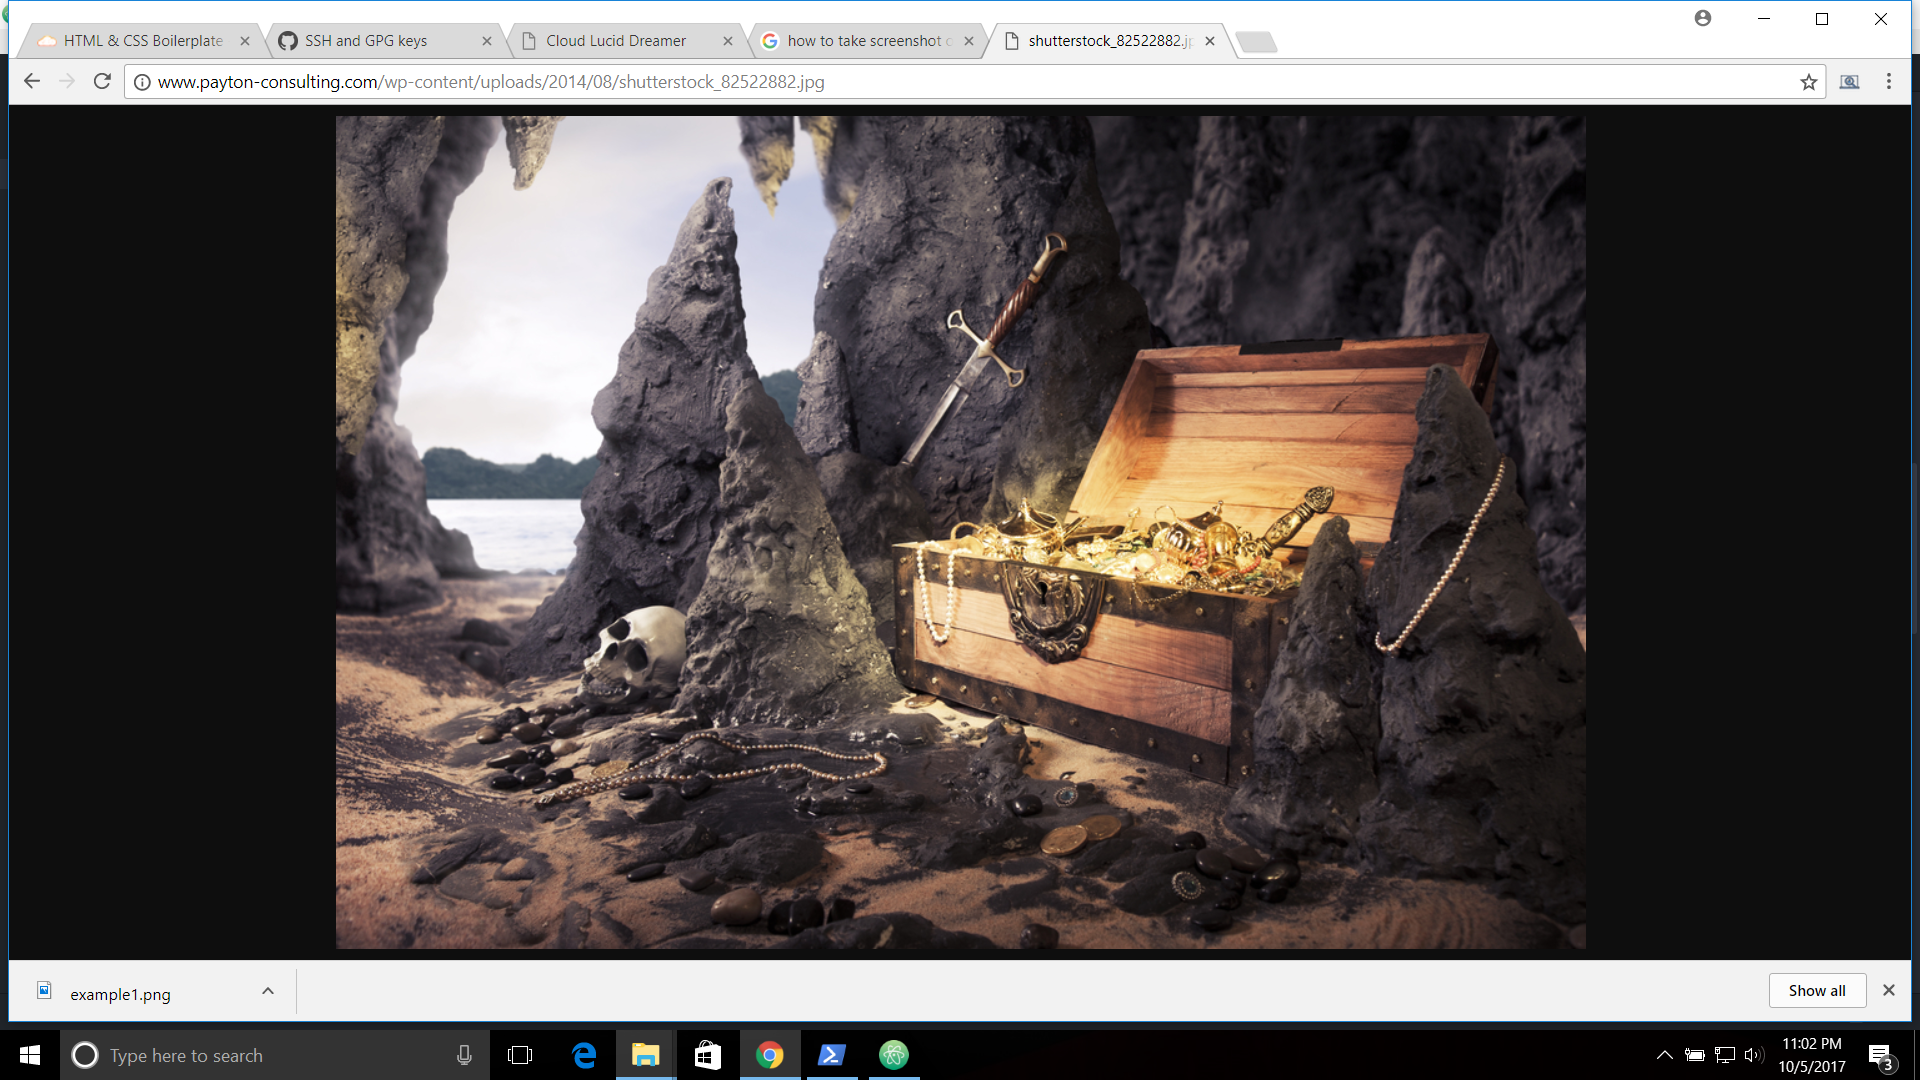 HTML & CSS Boilerplate
SSH and GPG keys
Cloud Lucid Dreamer
how to take screenshot
shutterstock_82522882.jp
www.payton-consulting.com/wp-content/uploads/2014/08/shutterstock_82522882.jpg
example1.png
Show all
Type here to search
11:02 PM
10/5/2017
3